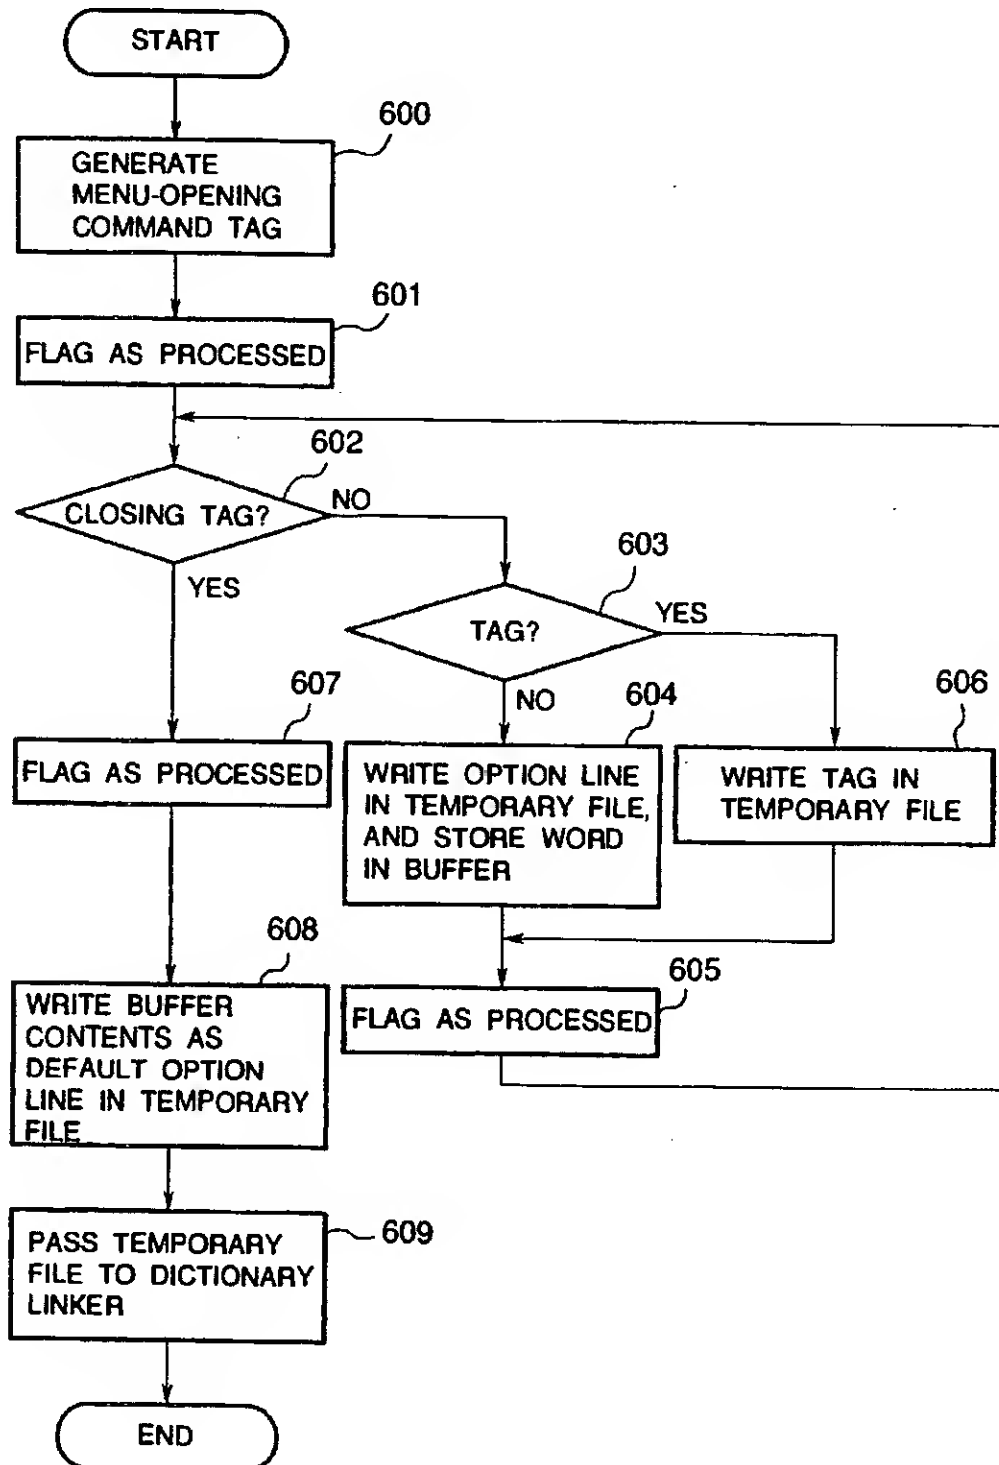 START
600
GENERATE
MENU-OPENING
COMMAND TAG
601
FLAG AS PROCESSED
602
CLOSING TAG?
NO
YES
603
TAG?
YES
NO
607
FLAG AS PROCESSED
604
WRITE OPTION LINE
IN TEMPORARY FILE,
AND STORE WORD
IN BUFFER
606
WRITE TAG IN
TEMPORARY FILE
605
FLAG AS PROCESSED
608
WRITE BUFFER
CONTENTS AS
DEFAULT OPTION
LINE IN TEMPORARY
FILE
609
PASS TEMPORARY
FILE TO DICTIONARY
LINKER
END